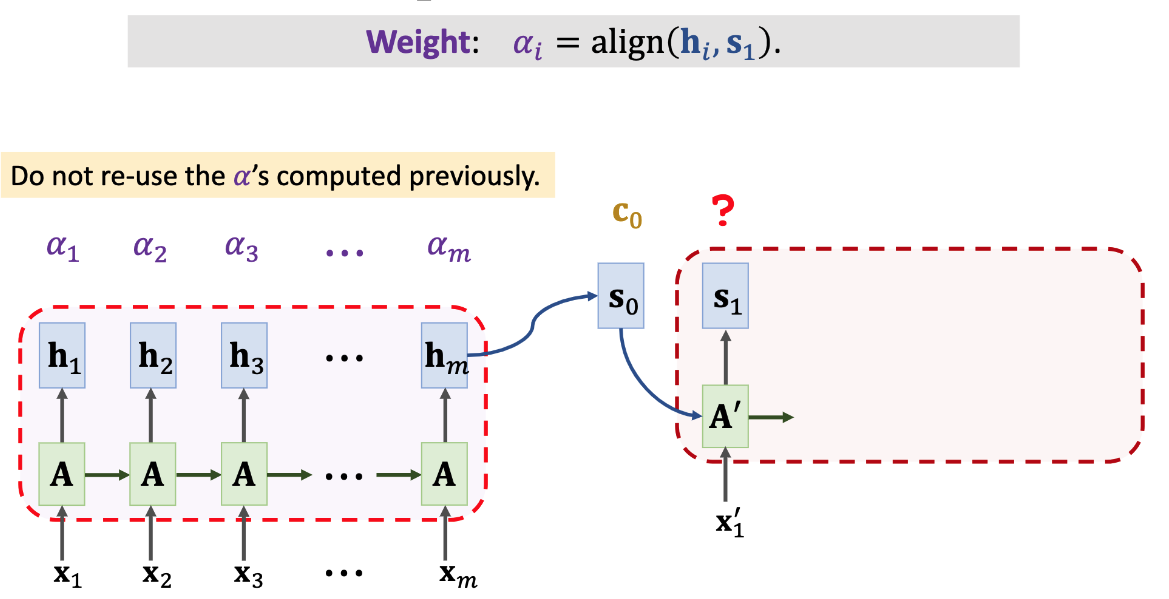 Weight: αᵢ = align(hᵢ, s₁).
Do not re-use the α's computed previously.
c₀ ?
α₁ α₂ α₃ ⋯ αₘ
s₀ s₁
h₁ h₂ h₃ ⋯ hₘ
A′
A A A ⋯ A
x′₁
x₁ x₂ x₃ ⋯ xₘ